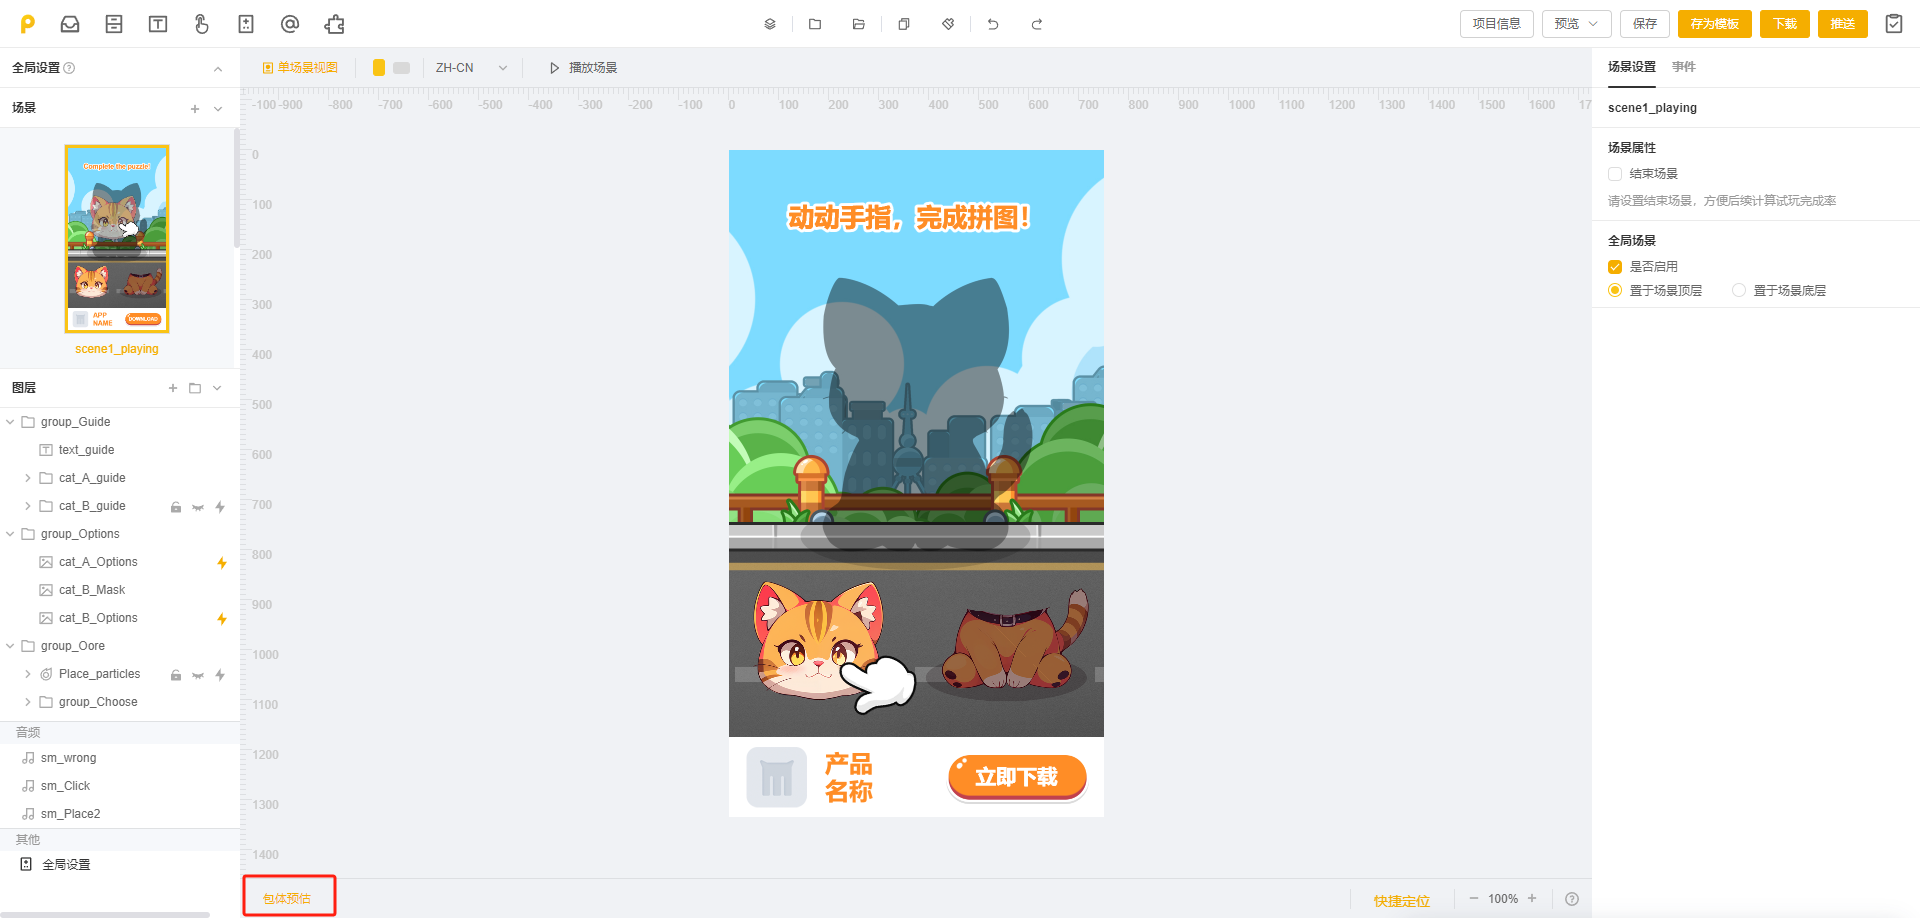 项目信息
预览
保存
存为模板
下载
推送
全局设置
单场景视图
ZH-CN
播放场景
场景设置
事件
场景
-100 -900 -800 -700 -600 -500 -400 -300 -200 -100 0 100 200 300 400 500 600 700 800 900 1000 1100 1200 1300 1400 1500 1600 17
scene1_playing
0
100
200
300
400
500
600
700
800
900
1000
1100
1200
1300
1400
Complete the puzzle!
APP
NAME
DOWNLOAD
scene1_playing
图层
group_Guide
text_guide
cat_A_guide
cat_B_guide
group_Options
cat_A_Options
cat_B_Mask
cat_B_Options
group_Oore
Place_particles
group_Choose
音频
sm_wrong
sm_Click
sm_Place2
其他
全局设置
动动手指，完成拼图！
产品
名称
立即下载
包体预估
快捷定位
100%
场景属性
结束场景
请设置结束场景，方便后续计算试玩完成率
全局场景
是否启用
置于场景顶层
置于场景底层